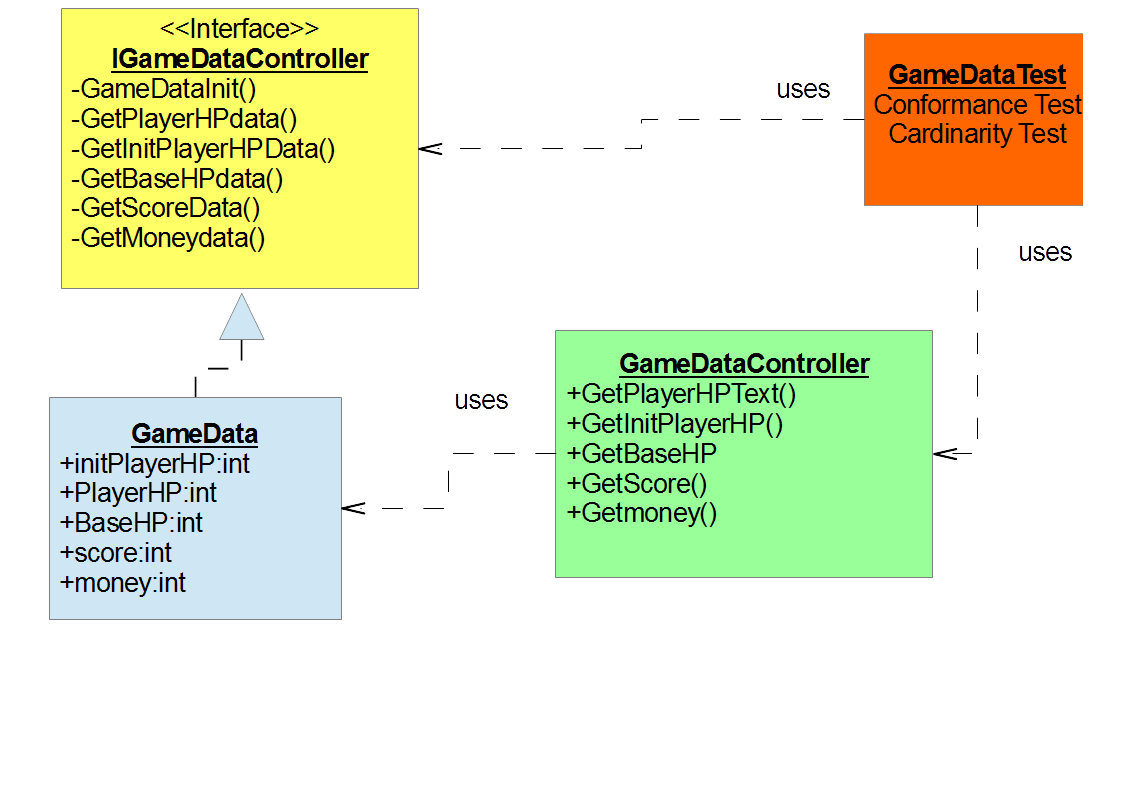 <<Interface>>
IGameDataController
-GameDataInit()
-GetPlayerHPdata()
-GetInitPlayerHPData()
-GetBaseHPdata()
-GetScoreData()
-GetMoneydata()
uses
GameDataTest
Conformance Test
Cardinarity Test
uses
GameDataController
+GetPlayerHPText()
+GetInitPlayerHP()
+GetBaseHP
+GetScore()
+Getmoney()
uses
GameData
+initPlayerHP:int
+PlayerHP:int
+BaseHP:int
+score:int
+money:int